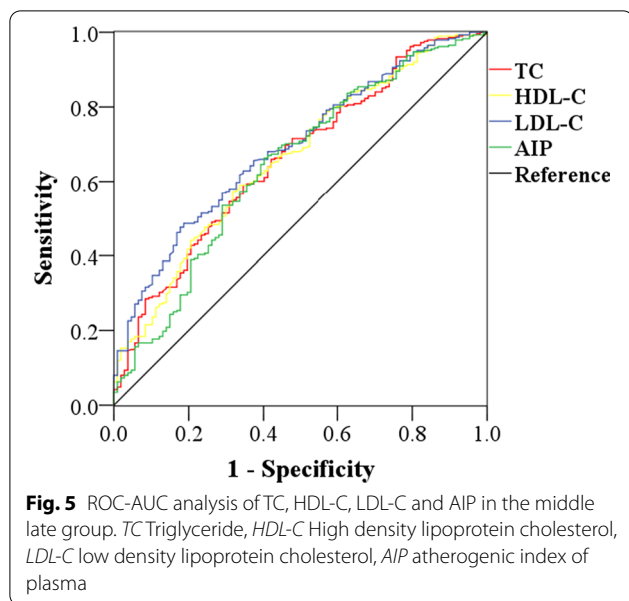 1.0
0.8
0.6
0.4
0.2
0.0
Sensitivity
0.0 0.2 0.4 0.6 0.8 1.0
1 - Specificity
TC
HDL-C
LDL-C
AIP
Reference
Fig. 5 ROC-AUC analysis of TC, HDL-C, LDL-C and AIP in the middle
late group. TC Triglyceride, HDL-C High density lipoprotein cholesterol,
LDL-C low density lipoprotein cholesterol, AIP atherogenic index of
plasma